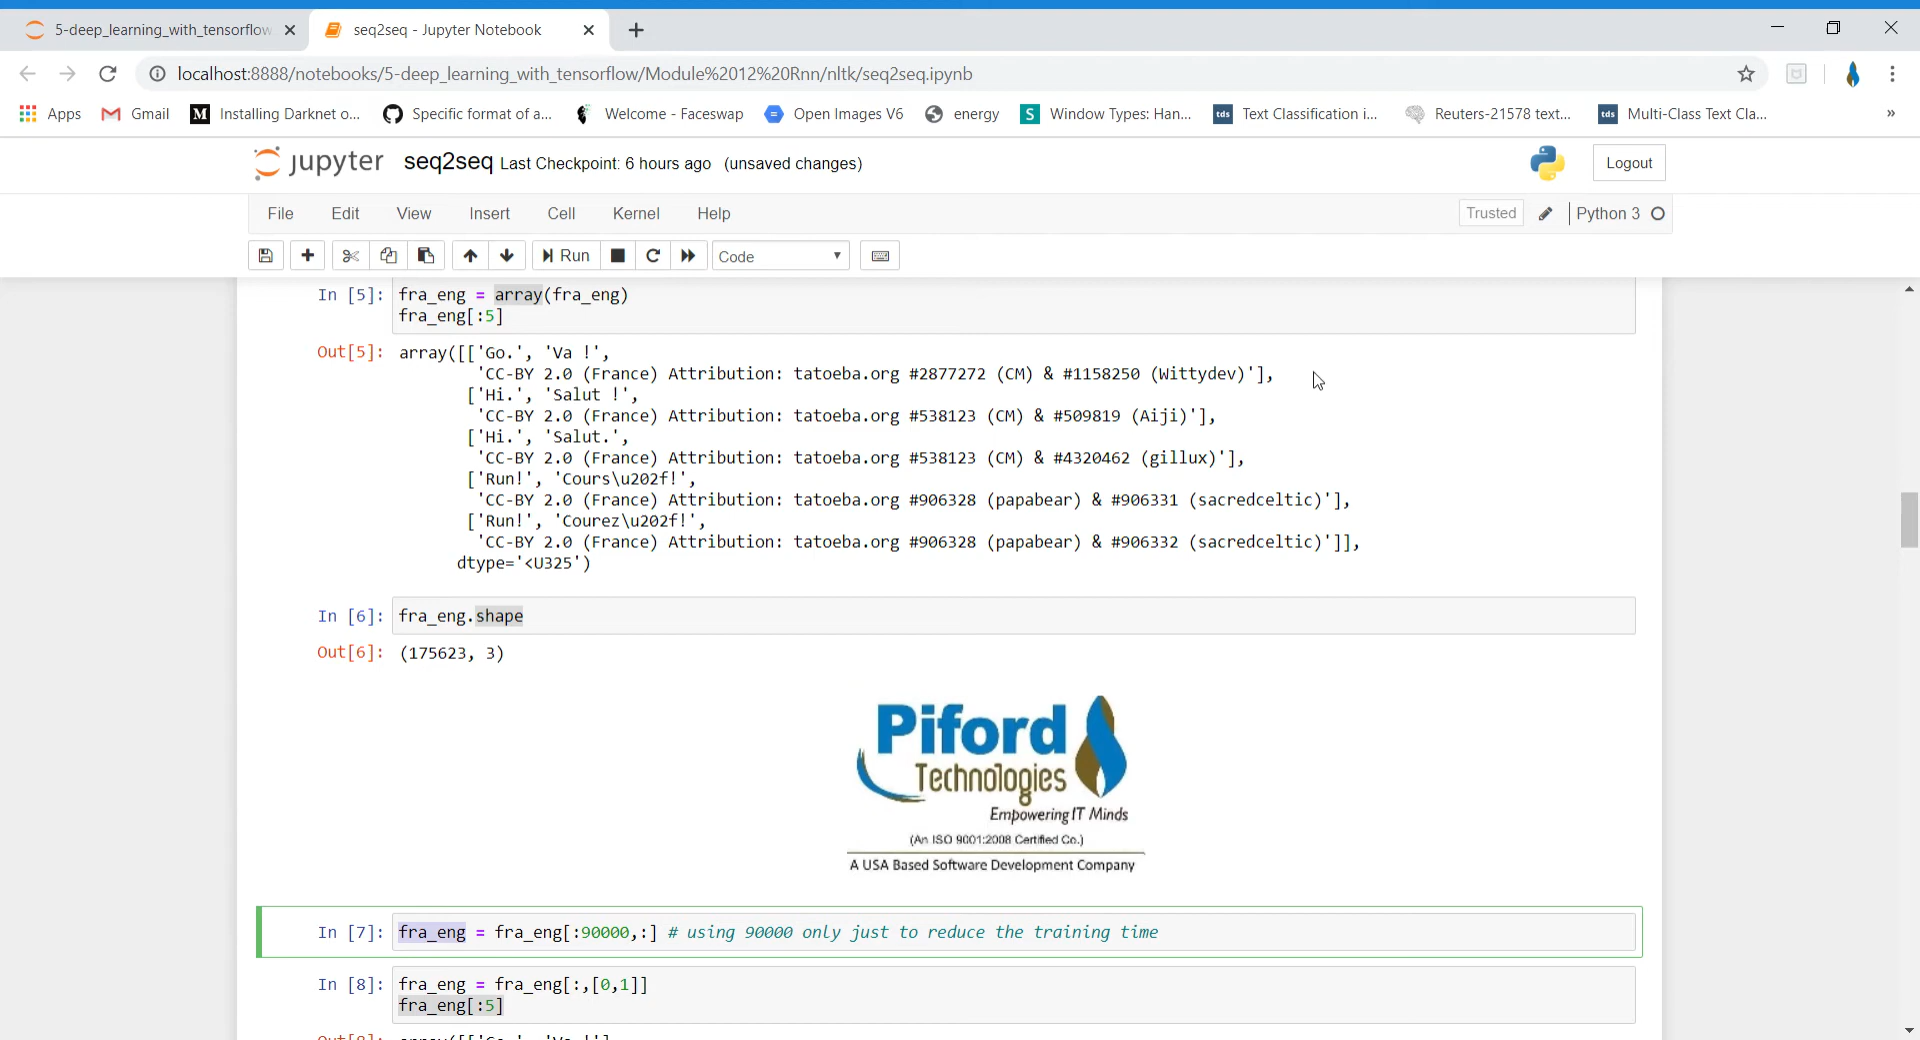 5-deep_learning_with_tensorflow
seq2seq - Jupyter Notebook
localhost:8888/notebooks/5-deep_learning_with_tensorflow/Module%2012%20Rnn/nltk/seq2seq.ipynb
Apps Gmail M Installing Darknet o... Specific format of a... Welcome - Faceswap Open Images V6 energy S Window Types: Han... tds Text Classification i... Reuters-21578 text... tds Multi-Class Text Cla... »
jupyter seq2seq Last Checkpoint: 6 hours ago (unsaved changes) Logout
File Edit View Insert Cell Kernel Help Trusted Python 3
Run Code
In [5]: fra_eng = array(fra_eng)
fra_eng[:5]
Out[5]: array([['Go.', 'Va !',
'CC-BY 2.0 (France) Attribution: tatoeba.org #2877272 (CM) & #1158250 (Wittydev)'],
['Hi.', 'Salut !',
'CC-BY 2.0 (France) Attribution: tatoeba.org #538123 (CM) & #509819 (Aiji)'],
['Hi.', 'Salut.',
'CC-BY 2.0 (France) Attribution: tatoeba.org #538123 (CM) & #4320462 (gillux)'],
['Run!', 'Cours\u202f!',
'CC-BY 2.0 (France) Attribution: tatoeba.org #906328 (papabear) & #906331 (sacredceltic)'],
['Run!', 'Courez\u202f!',
'CC-BY 2.0 (France) Attribution: tatoeba.org #906328 (papabear) & #906332 (sacredceltic)']],
dtype='<U325')
In [6]: fra_eng.shape
Out[6]: (175623, 3)
Piford
Technologies
Empowering IT Minds
(An ISO 9001:2008 Certified Co.)
A USA Based Software Development Company
In [7]: fra_eng = fra_eng[:90000,:] # using 90000 only just to reduce the training time
In [8]: fra_eng = fra_eng[:,[0,1]]
fra_eng[:5]
Out[8]: array([['Go.', 'Va !'],